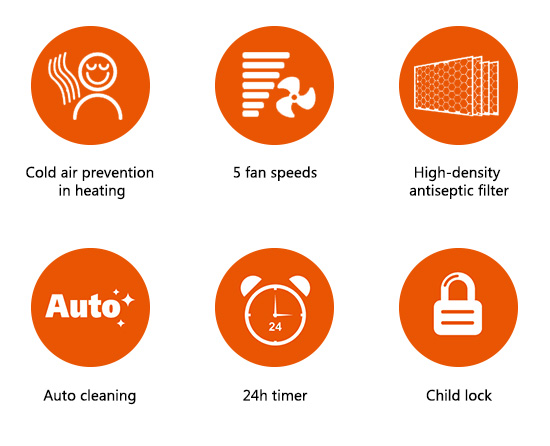 Cold air prevention
in heating
5 fan speeds
High-density
antiseptic filter
Auto
24
Auto cleaning
24h timer
Child lock